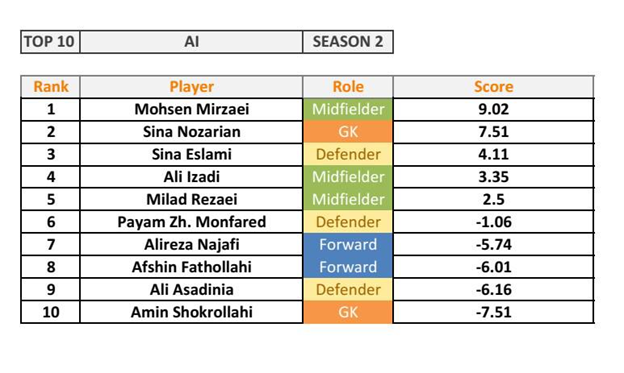 TOP 10 AI SEASON 2
Rank Player Role Score
1 Mohsen Mirzaei Midfielder 9.02
2 Sina Nozarian GK 7.51
3 Sina Eslami Defender 4.11
4 Ali Izadi Midfielder 3.35
5 Milad Rezaei Midfielder 2.5
6 Payam Zh. Monfared Defender -1.06
7 Alireza Najafi Forward -5.74
8 Afshin Fathollahi Forward -6.01
9 Ali Asadinia Defender -6.16
10 Amin Shokrollahi GK -7.51